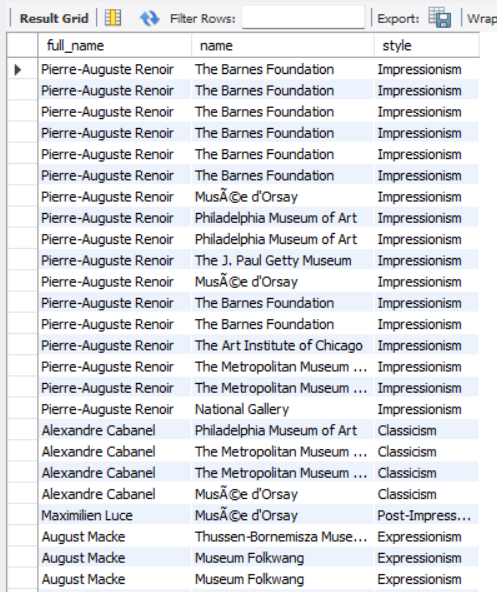 Result Grid Filter Rows: Export: Wrap
full_name name style
Pierre-Auguste Renoir The Barnes Foundation Impressionism
Pierre-Auguste Renoir The Barnes Foundation Impressionism
Pierre-Auguste Renoir The Barnes Foundation Impressionism
Pierre-Auguste Renoir The Barnes Foundation Impressionism
Pierre-Auguste Renoir The Barnes Foundation Impressionism
Pierre-Auguste Renoir The Barnes Foundation Impressionism
Pierre-Auguste Renoir MusÃ©e d'Orsay Impressionism
Pierre-Auguste Renoir Philadelphia Museum of Art Impressionism
Pierre-Auguste Renoir Philadelphia Museum of Art Impressionism
Pierre-Auguste Renoir The J. Paul Getty Museum Impressionism
Pierre-Auguste Renoir MusÃ©e d'Orsay Impressionism
Pierre-Auguste Renoir The Barnes Foundation Impressionism
Pierre-Auguste Renoir The Barnes Foundation Impressionism
Pierre-Auguste Renoir The Art Institute of Chicago Impressionism
Pierre-Auguste Renoir The Metropolitan Museum ... Impressionism
Pierre-Auguste Renoir The Metropolitan Museum ... Impressionism
Pierre-Auguste Renoir National Gallery Impressionism
Alexandre Cabanel Philadelphia Museum of Art Classicism
Alexandre Cabanel The Metropolitan Museum ... Classicism
Alexandre Cabanel The Metropolitan Museum ... Classicism
Alexandre Cabanel MusÃ©e d'Orsay Classicism
Maximilien Luce MusÃ©e d'Orsay Post-Impress...
August Macke Thussen-Bornemisza Muse... Expressionism
August Macke Museum Folkwang Expressionism
August Macke Museum Folkwang Expressionism